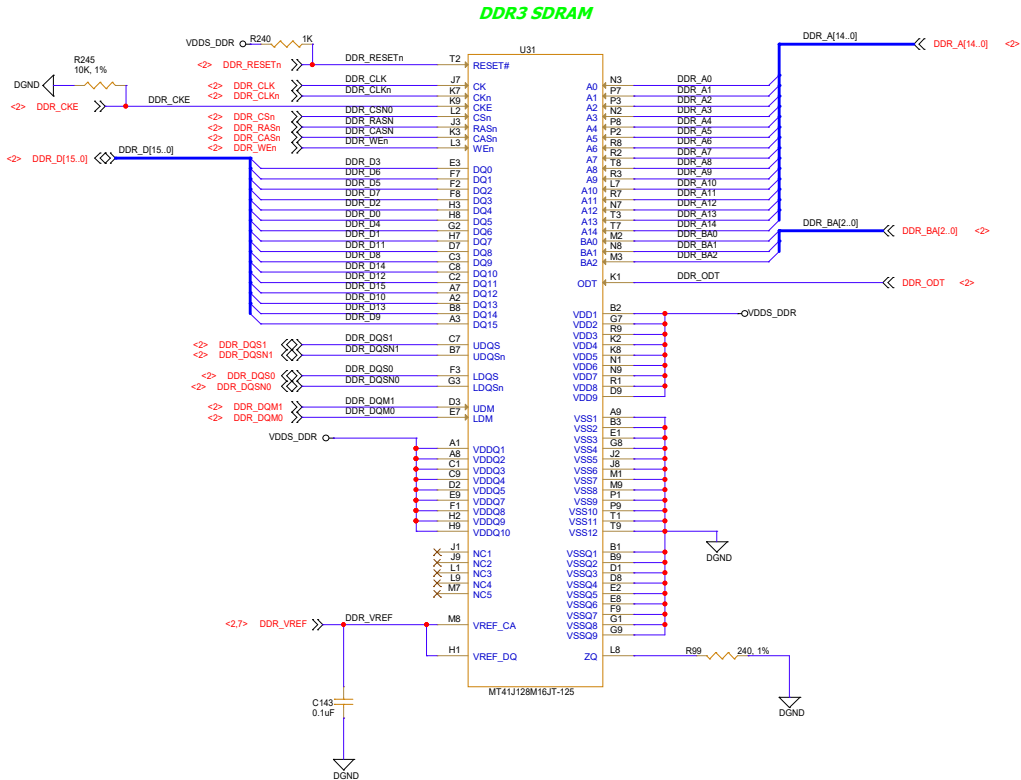 DDR3 SDRAM
U31
VDDS_DDR
R240
1K
<2> DDR_RESETn
DDR_RESETn
T2
RESET#
R245
10K, 1%
DGND
<2> DDR_CKE
DDR_CKE
<2> DDR_CLK
DDR_CLK
J7
CK
<2> DDR_CLKn
DDR_CLKn
K7
CKn
K9
CKE
<2> DDR_CSn
DDR_CSN0
L2
CSn
<2> DDR_RASn
DDR_RASN
J3
RASn
<2> DDR_CASn
DDR_CASN
K3
CASn
<2> DDR_WEn
DDR_WEn
L3
WEn
<2> DDR_D[15..0]
DDR_D[15..0]
DDR_D3 E3 DQ0
DDR_D6 F7 DQ1
DDR_D5 F2 DQ2
DDR_D7 F8 DQ3
DDR_D2 H3 DQ4
DDR_D0 H8 DQ5
DDR_D4 G2 DQ6
DDR_D1 H7 DQ7
DDR_D11 D7 DQ8
DDR_D8 C3 DQ9
DDR_D14 C8 DQ10
DDR_D12 C2 DQ11
DDR_D15 A7 DQ12
DDR_D10 A2 DQ13
DDR_D13 B8 DQ14
DDR_D9 A3 DQ15
<2> DDR_DQS1 DDR_DQS1 C7 UDQS
<2> DDR_DQSN1 DDR_DQSN1 B7 UDQSn
<2> DDR_DQS0 DDR_DQS0 F3 LDQS
<2> DDR_DQSN0 DDR_DQSN0 G3 LDQSn
<2> DDR_DQM1 DDR_DQM1 D3 UDM
<2> DDR_DQM0 DDR_DQM0 E7 LDM
VDDS_DDR
A1 VDDQ1
A8 VDDQ2
C1 VDDQ3
C9 VDDQ4
D2 VDDQ5
E9 VDDQ7
F1 VDDQ8
H2 VDDQ9
H9 VDDQ10
J1 NC1
J9 NC2
L1 NC3
L9 NC4
M7 NC5
<2,7> DDR_VREF DDR_VREF M8 VREF_CA
H1 VREF_DQ
C143
0.1uF
DGND
MT41J128M16JT-125
DDR_A[14..0]
DDR_A[14..0] <2>
A0 N3 DDR_A0
A1 P7 DDR_A1
A2 P3 DDR_A2
A3 N2 DDR_A3
A4 P8 DDR_A4
A5 P2 DDR_A5
A6 R8 DDR_A6
A7 R2 DDR_A7
A8 T8 DDR_A8
A9 R3 DDR_A9
A10 L7 DDR_A10
A11 R7 DDR_A11
A12 N7 DDR_A12
A13 T3 DDR_A13
A14 T7 DDR_A14
BA0 M2 DDR_BA0
BA1 N8 DDR_BA1
BA2 M3 DDR_BA2
DDR_BA[2..0]
DDR_BA[2..0] <2>
ODT K1 DDR_ODT
DDR_ODT <2>
VDD1 B2
VDDS_DDR
VDD2 G7
VDD3 R9
VDD4 K2
VDD5 K8
VDD6 N1
VDD7 N9
VDD8 R1
VDD9 D9
VSS1 A9
VSS2 B3
VSS3 E1
VSS4 G8
VSS5 J2
VSS6 J8
VSS7 M1
VSS8 M9
VSS9 P1
VSS10 P9
VSS11 T1
VSS12 T9
DGND
VSSQ1 B1
VSSQ2 B9
VSSQ3 D1
VSSQ4 D8
VSSQ5 E2
VSSQ6 E8
VSSQ7 F9
VSSQ8 G1
VSSQ9 G9
ZQ L8
R99
240, 1%
DGND